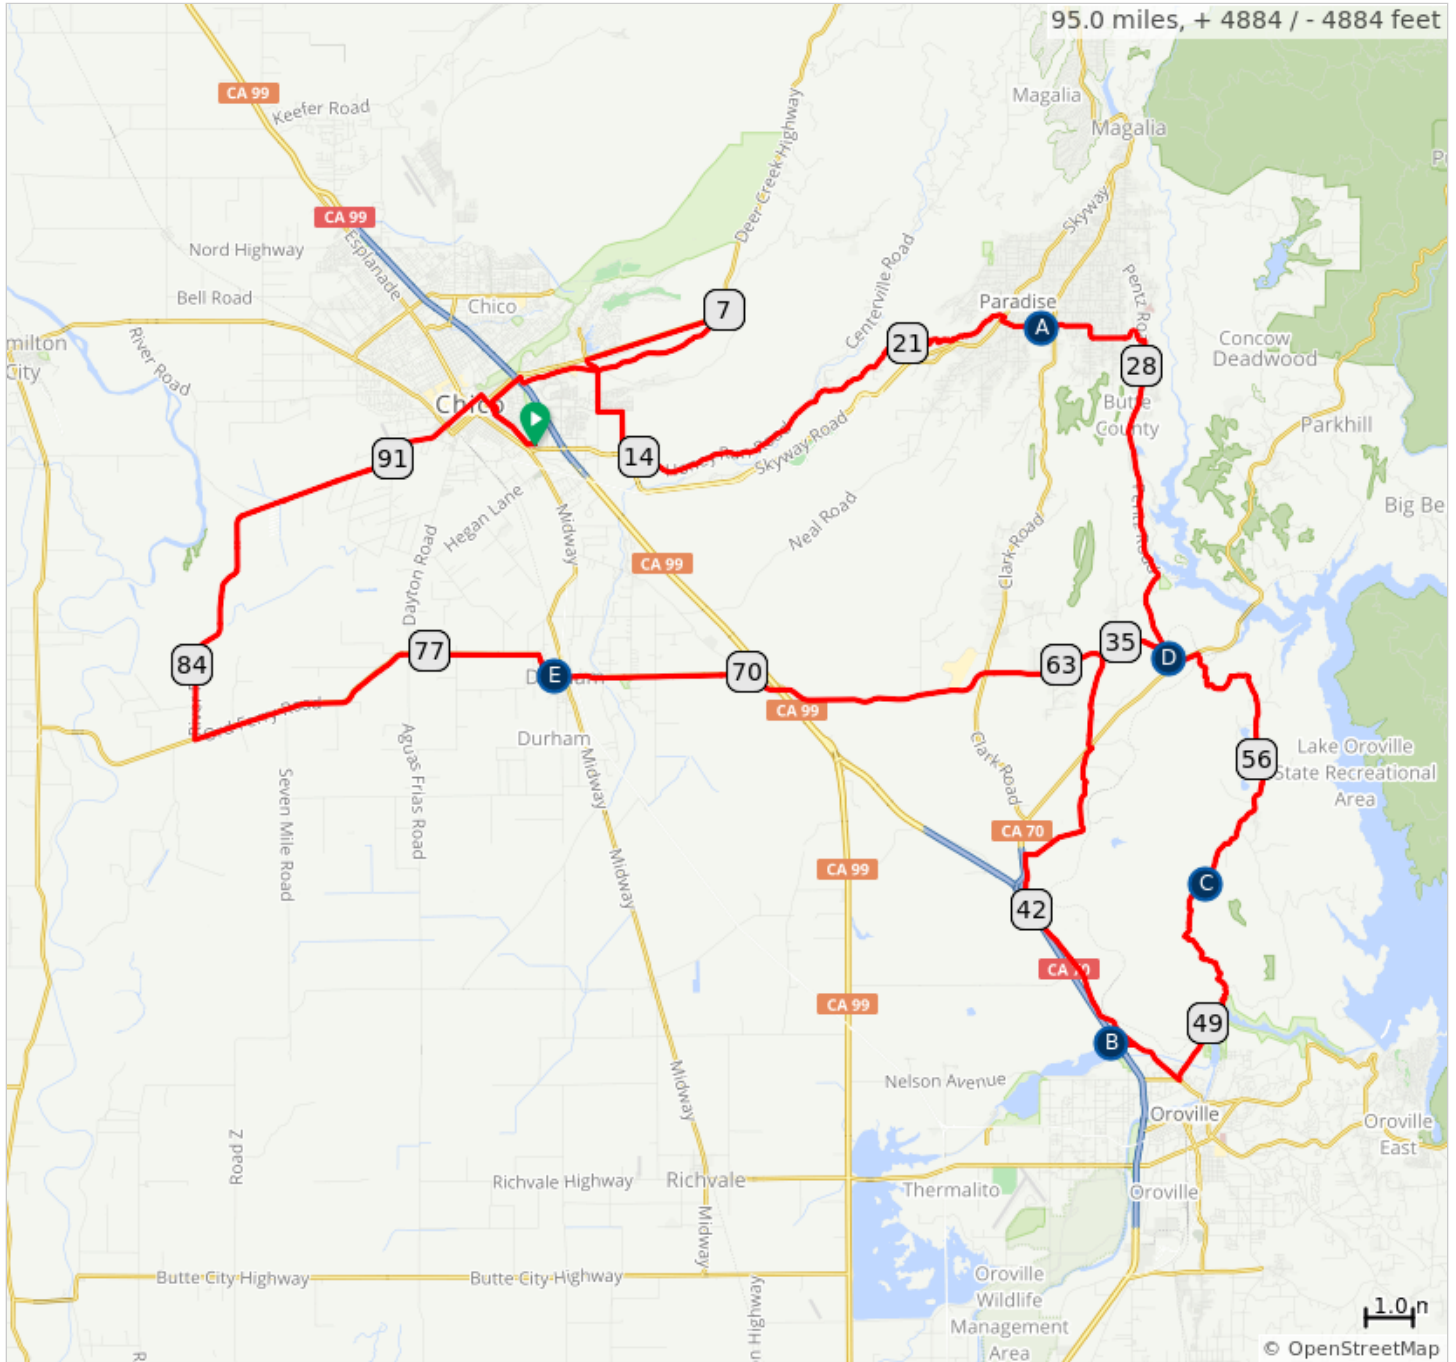 95.0 miles, + 4884 / - 4884 feet
CA 99
Keefer Road
Magalia
Magalia
Deer Creek Highway
CA 99
Esplanade
Nord Highway
Skyway
Bell Road
Chico
Centerville Road
Pentz
Paradise
7
A
21
River Road
milton
City
Concow
Deadwood
28
Chico
Butte
County
Parkhill
14
Skyway Road
91
Hegan Lane
Midway
Neal Road
Big Be
Dayton Road
Clark Road
CA 99
35
D
63
77
84
E
70
CA 99
Ford Ferry Road
Aguas Frias Road
Durham
Midway
Clark Road
Lake Oroville
State Recreational
Area
56
Seven Mile Road
CA 70
CA 99
Midway
C
42
CA 70
CA 99
49
B
Nelson Avenue
Midway
Oroville
Oroville
East
Road Z
Richvale Highway
Richvale
Thermalito
Oroville
Midway
Butte City Highway
Butte City Highway
Oroville
Wildlife
Management
Area
n Highway
1.0
© OpenStreetMap